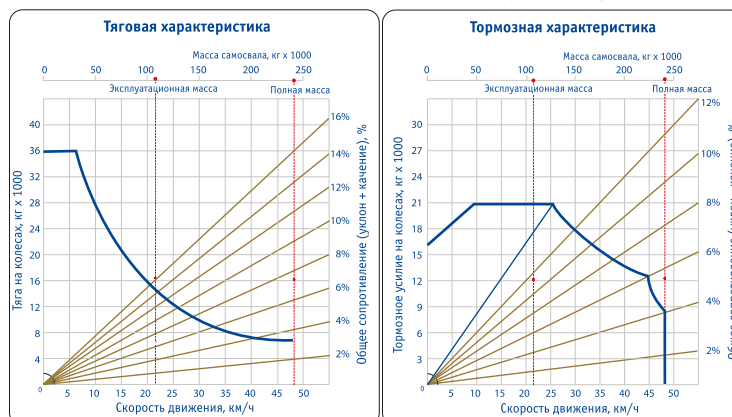 Тяговая характеристика
Масса самосвала, кг x 1000
0 50 100 150 200 250
Эксплуатационная масса
Полная масса
Тяга на колесах, кг x 1000
40
36
32
28
24
20
16
12
8
4
0
16%
14%
12%
10%
8%
6%
4%
2%
Общее сопротивление (уклон + качение), %
5 10 15 20 25 30 35 40 45 50
Скорость движения, км/ч
Тормозная характеристика
Масса самосвала, кг x 1000
0 50 100 150 200 250
Эксплуатационная масса
Полная масса
Тормозное усилие на колесах, кг x 1000
30
27
24
21
18
15
12
9
6
3
0
12%
10%
8%
6%
4%
2%
5 10 15 20 25 30 35 40 45 50
Скорость движения, км/ч